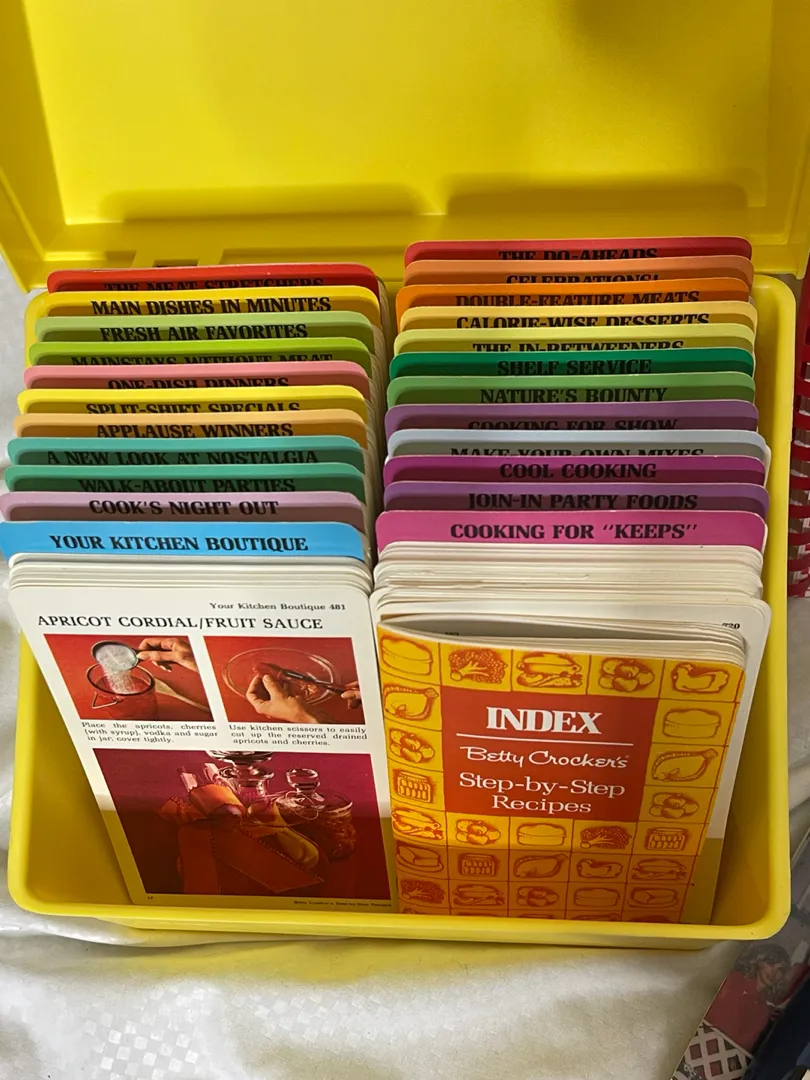 THE MEAT STRETCHERS
MAIN DISHES IN MINUTES
FRESH AIR FAVORITES
MAINSTAYS WITHOUT MEAT
ONE-DISH DINNERS
SPLIT-SHIFT SPECIALS
APPLAUSE WINNERS
A NEW LOOK AT NOSTALGIA
WALK-ABOUT PARTIES
COOK'S NIGHT OUT
YOUR KITCHEN BOUTIQUE
Your Kitchen Boutique 481
APRICOT CORDIAL/FRUIT SAUCE
Place the apricots, cherries
(with syrup), vodka and sugar
in jar; cover tightly.
Use kitchen scissors to easily
cut up the reserved drained
apricots and cherries.
THE DO-AHEADS
CELEBRATIONS!
DOUBLE-FEATURE MEATS
CALORIE-WISE DESSERTS
THE IN-BETWEENERS
SHELF SERVICE
NATURE'S BOUNTY
COOKING FOR SHOW
MAKE-YOUR-OWN MIXES
COOL COOKING
JOIN-IN PARTY FOODS
COOKING FOR "KEEPS"
INDEX
Betty Crocker's
Step-by-Step
Recipes